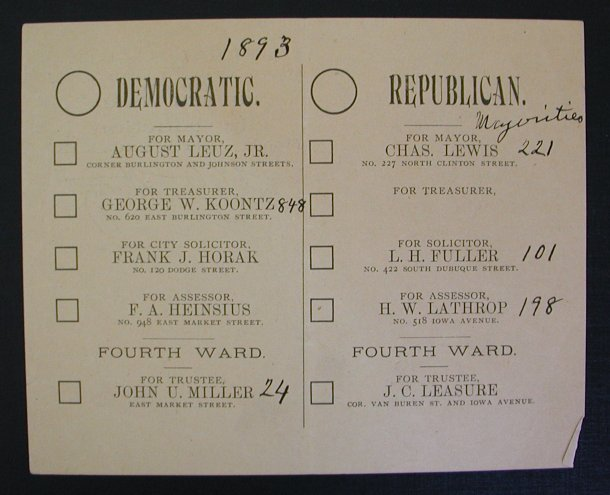 1893
DEMOCRATIC.
FOR MAYOR,
AUGUST LEUZ, JR.
CORNER BURLINGTON AND JOHNSON STREETS.
FOR TREASURER,
GEORGE W. KOONTZ 848
NO. 620 EAST BURLINGTON STREET.
FOR CITY SOLICITOR,
FRANK J. HORAK
NO. 120 DODGE STREET.
FOR ASSESSOR,
F. A. HEINSIUS
NO. 948 EAST MARKET STREET.
FOURTH WARD.
FOR TRUSTEE,
JOHN U. MILLER 24
EAST MARKET STREET.
REPUBLICAN.
Mayorities
FOR MAYOR,
CHAS. LEWIS 221
NO. 227 NORTH CLINTON STREET.
FOR TREASURER,
FOR SOLICITOR,
L. H. FULLER 101
NO. 422 SOUTH DUBUQUE STREET.
FOR ASSESSOR,
H. W. LATHROP 198
NO. 518 IOWA AVENUE.
FOURTH WARD.
FOR TRUSTEE,
J. C. LEASURE
COR. VAN BUREN ST. AND IOWA AVENUE.